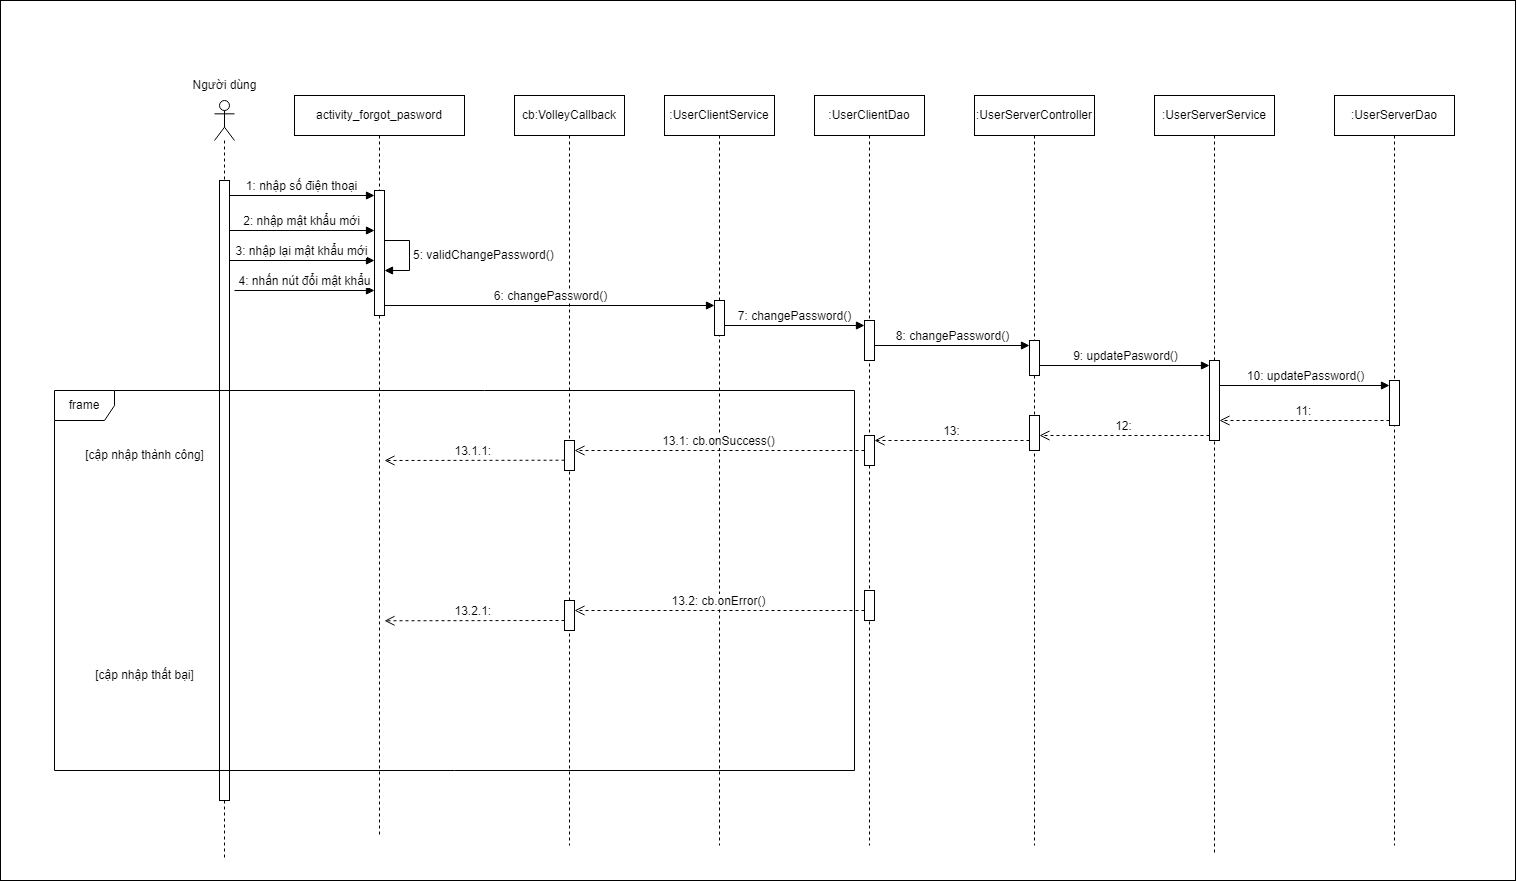 Người dùng
activity_forgot_pasword
cb:VolleyCallback
:UserClientService
:UserClientDao
:UserServerController
:UserServerService
:UserServerDao
1: nhập số điện thoại
2: nhập mật khẩu mới
3: nhập lại mật khẩu mới
5: validChangePassword()
4: nhấn nút đổi mật khẩu
6: changePassword()
7: changePassword()
8: changePassword()
9: updatePasword()
10: updatePassword()
frame
11:
12:
13:
13.1: cb.onSuccess()
13.1.1:
[cập nhập thành công]
13.2: cb.onError()
13.2.1:
[cập nhập thất bại]